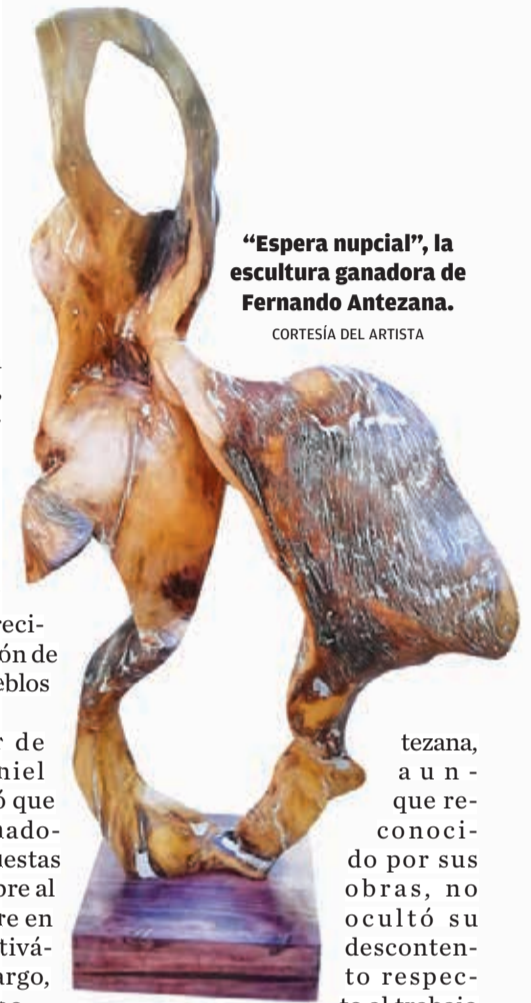 “Espera nupcial”, la
escultura ganadora de
Fernando Antezana.
CORTESÍA DEL ARTISTA
reci-
ón de
eblos
r de
niel
ó que
nado-
uestas
bre al
re en
tivá-
argo,
tezana,
aun-
que re-
conoci-
do por sus
obras, no
ocultó su
desconten-
to respec-